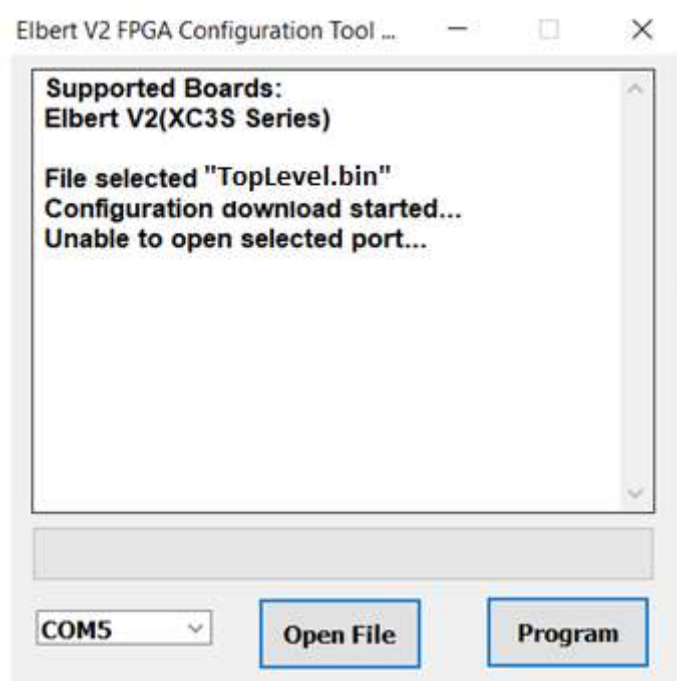 Elbert V2 FPGA Configuration Tool ...
Supported Boards:
Elbert V2(XC3S Series)
File selected "TopLevel.bin"
Configuration download started...
Unable to open selected port...
COM5
Open File
Program